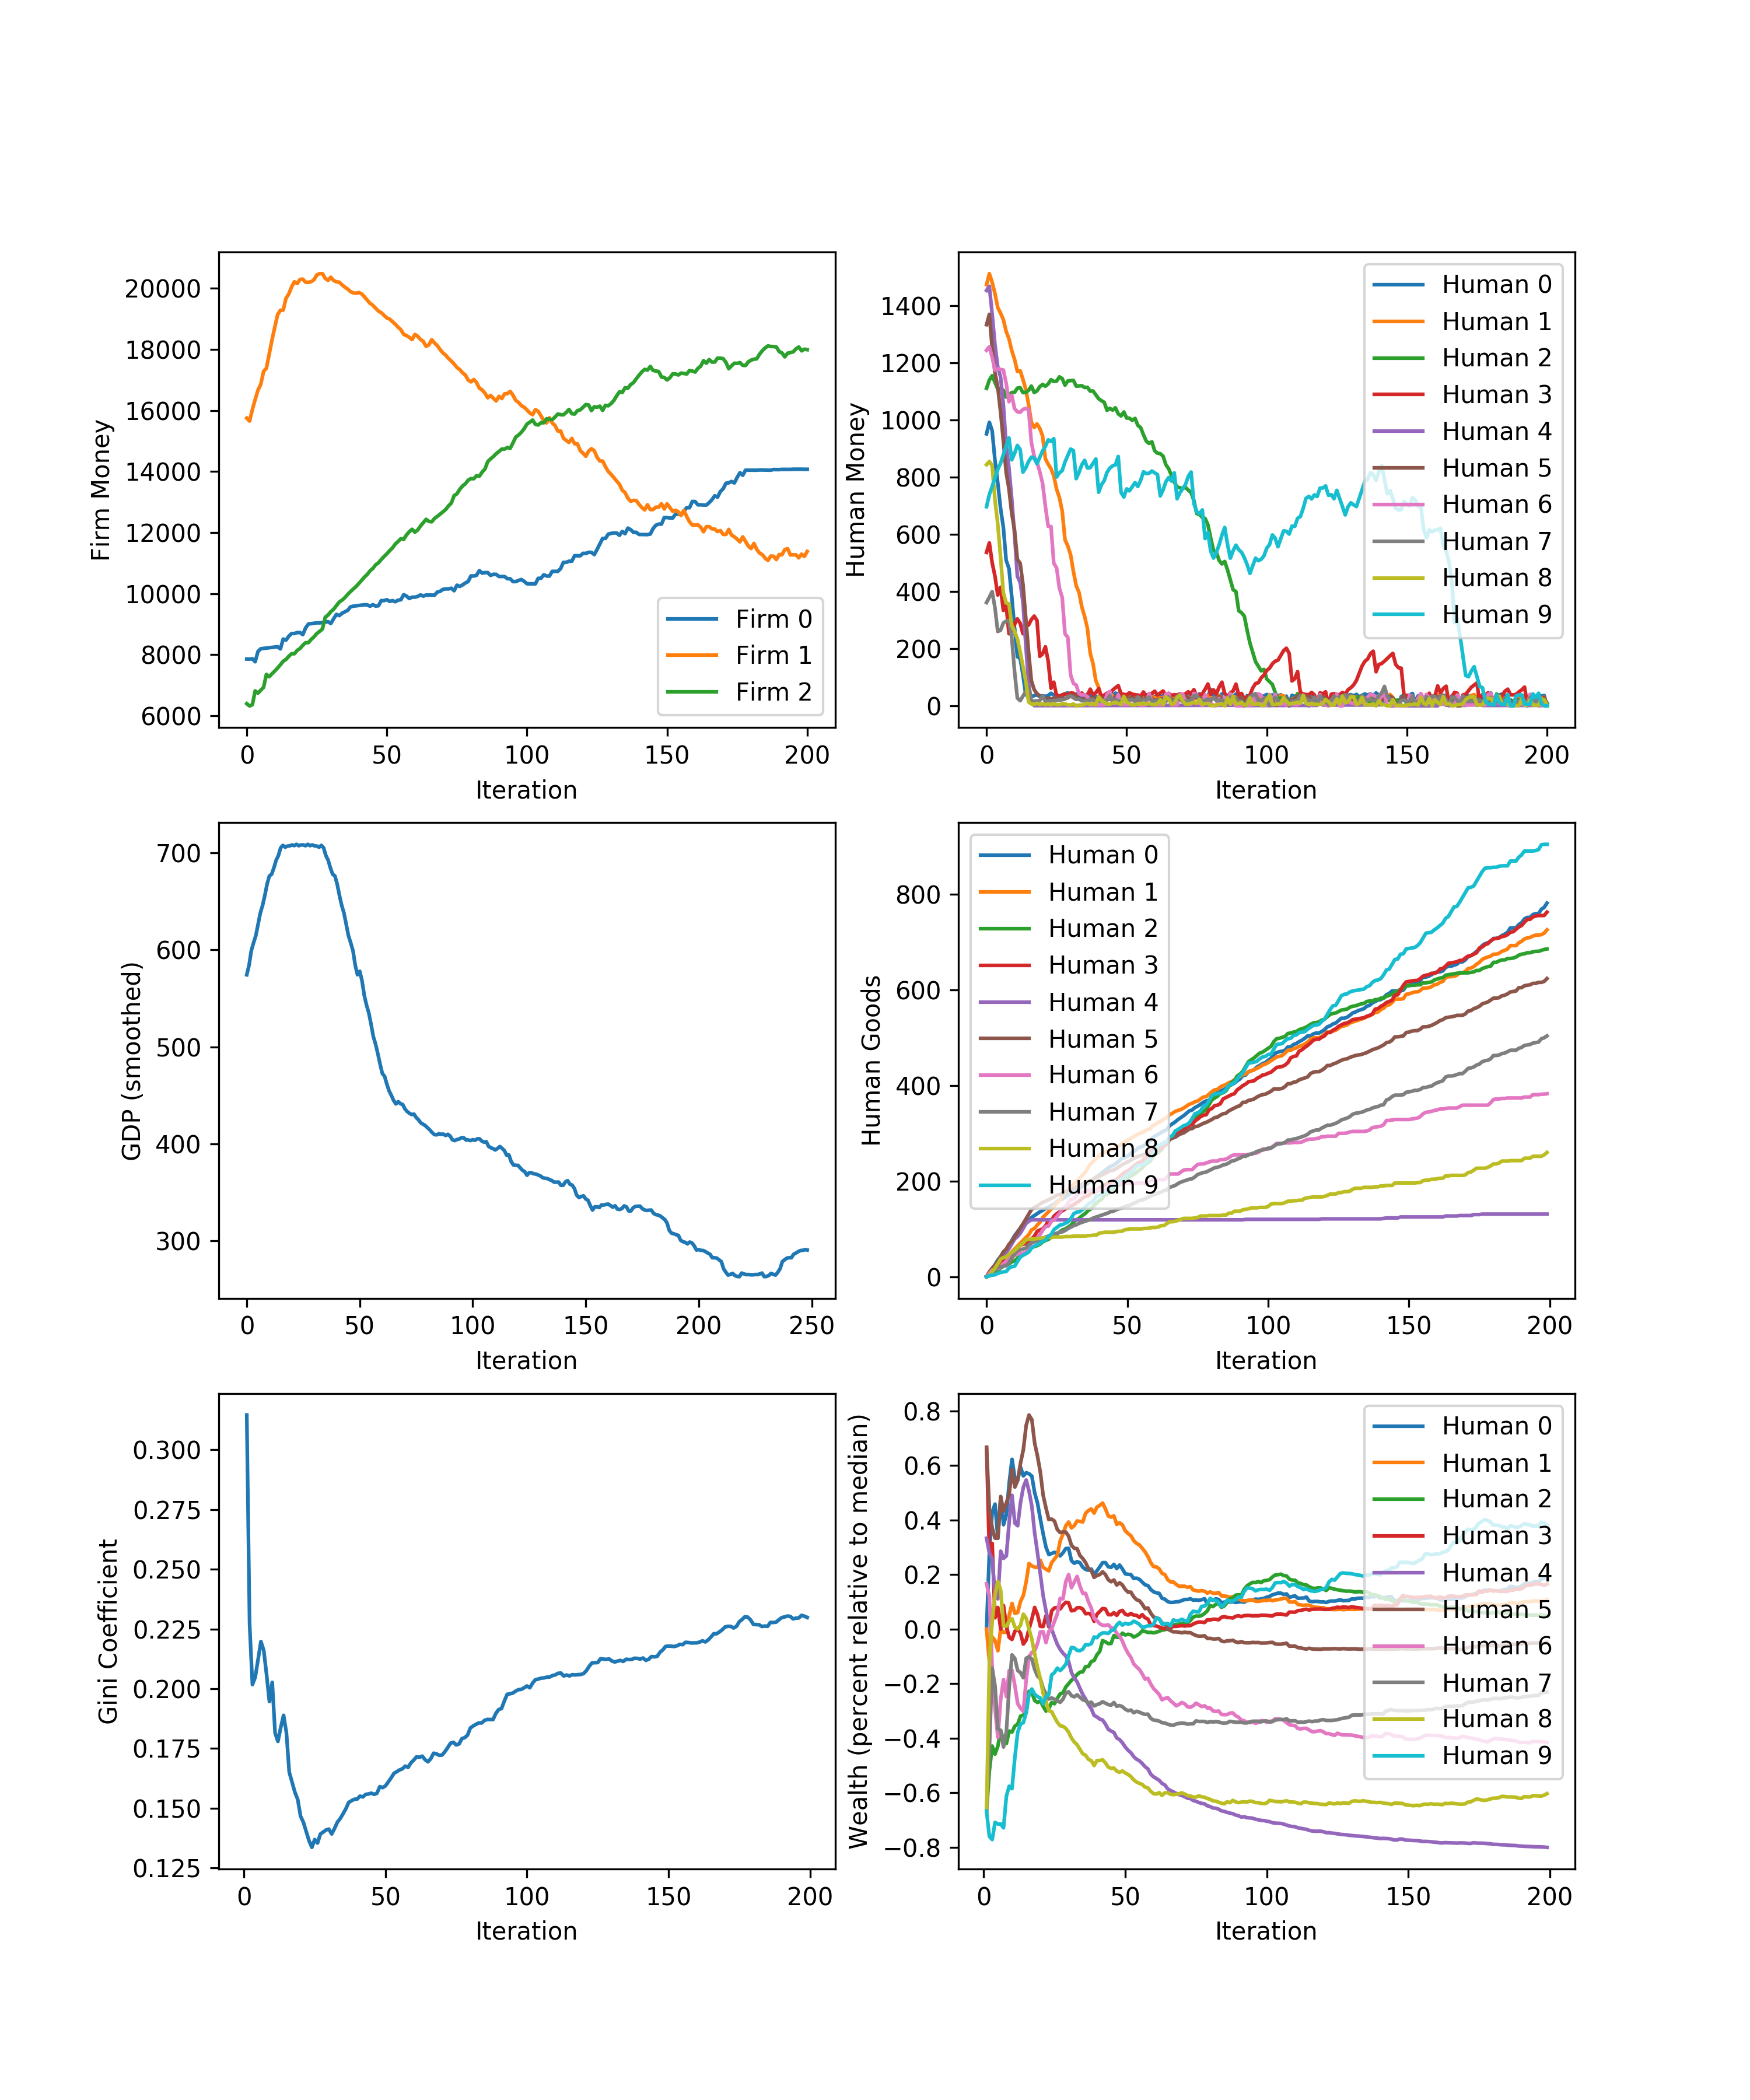 20000
18000
16000
14000
12000
10000
8000
6000
Firm Money
0 50 100 150 200
Iteration
Firm 0
Firm 1
Firm 2
1400
1200
1000
800
600
400
200
0
Human Money
0 50 100 150 200
Iteration
Human 0
Human 1
Human 2
Human 3
Human 4
Human 5
Human 6
Human 7
Human 8
Human 9
700
600
500
400
300
GDP (smoothed)
0 50 100 150 200 250
Iteration
800
600
400
200
0
Human Goods
0 50 100 150 200
Iteration
Human 0
Human 1
Human 2
Human 3
Human 4
Human 5
Human 6
Human 7
Human 8
Human 9
0.300
0.275
0.250
0.225
0.200
0.175
0.150
0.125
Gini Coefficient
0 50 100 150 200
Iteration
0.8
0.6
0.4
0.2
0.0
−0.2
−0.4
−0.6
−0.8
Wealth (percent relative to median)
0 50 100 150 200
Iteration
Human 0
Human 1
Human 2
Human 3
Human 4
Human 5
Human 6
Human 7
Human 8
Human 9